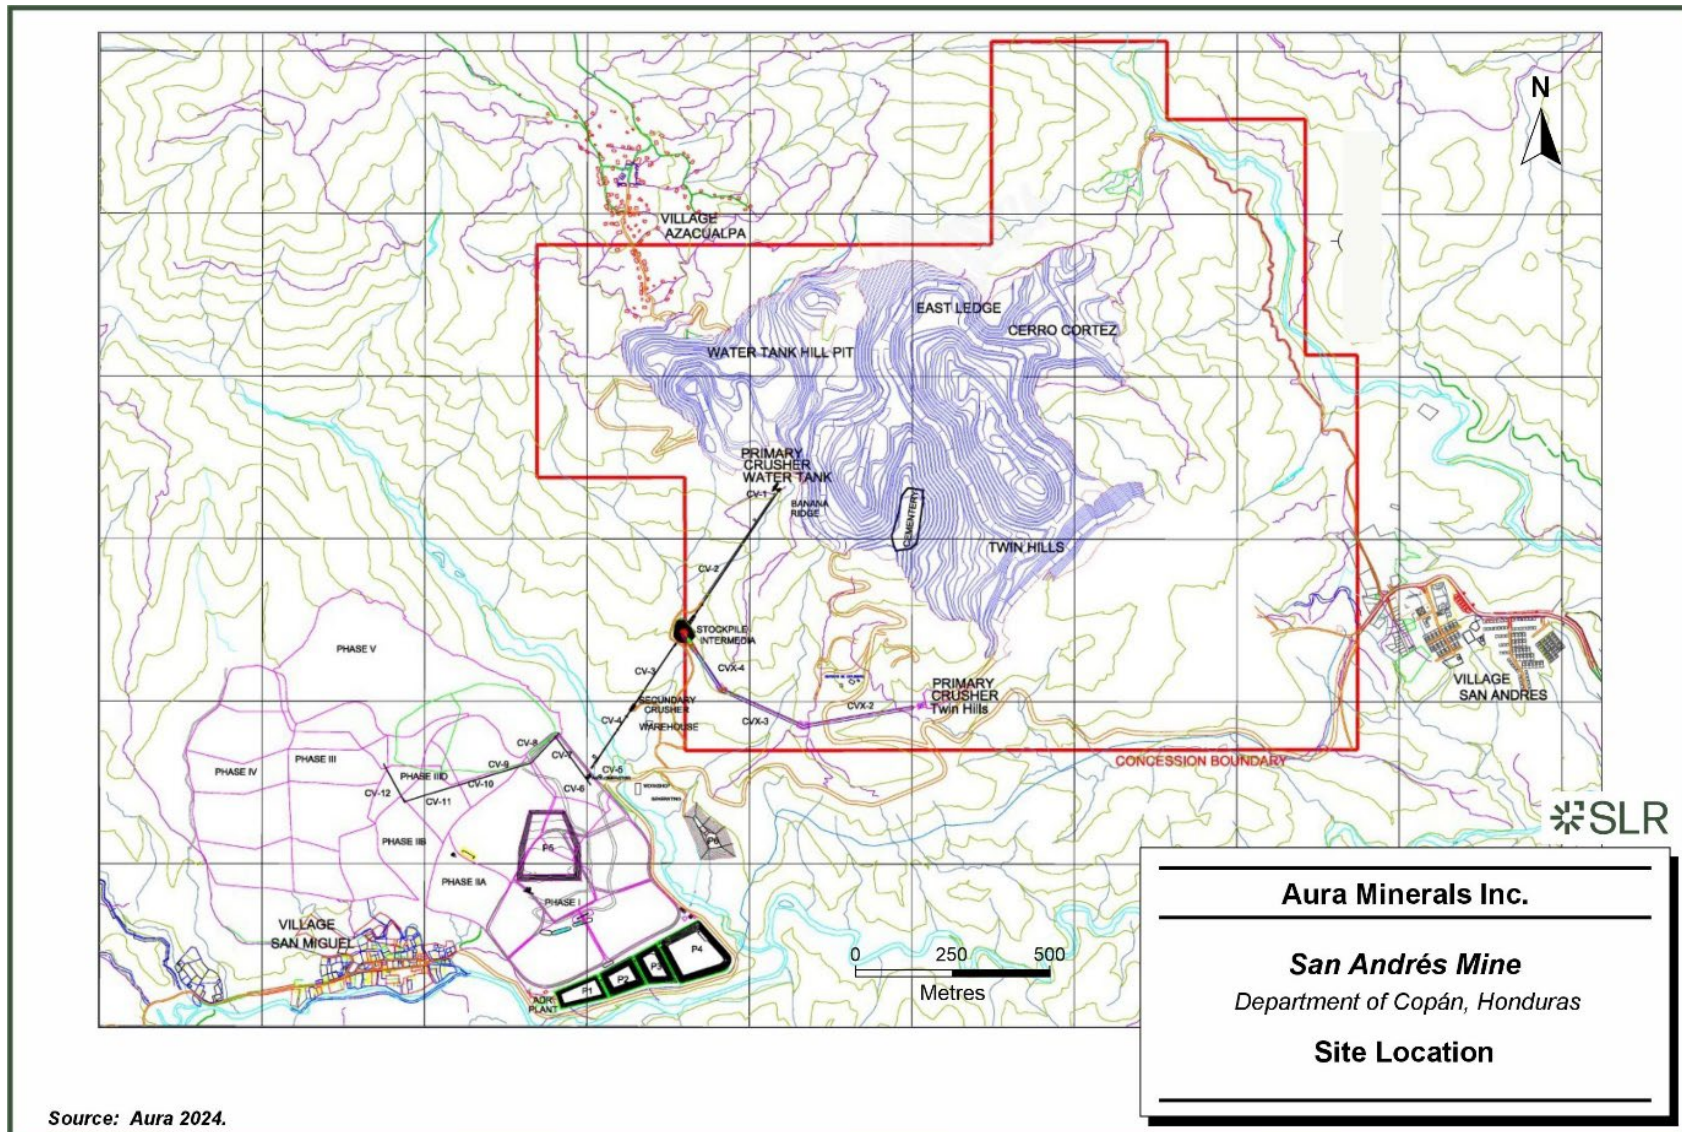 N
VILLAGE
AZACUALPA
EAST LEDGE
CERRO CORTEZ
WATER TANK HILL PIT
PRIMARY
CRUSHER
WATER TANK
CV-1
BANANA
RIDGE
CEMENTERY
TWIN HILLS
CV-2
STOCKPILE
INTERMEDIA
PHASE V
CV-3
CVX-4
SECUNDARY
CRUSHER
PRIMARY
CRUSHER
Twin Hills
VILLAGE
SAN ANDRES
CV-4
WAREHOUSE
CVX-3
CVX-2
CONCESSION BOUNDARY
CV-8
CV-7
PHASE III
PHASE IV
PHASE IIID
CV-9
CV-10
CV-5
CV-6
WORKSHOP
CV-12
CV-11
PHASE IIB
P5
P6
PHASE IIA
PHASE I
VILLAGE
SAN MIGUEL
P4
P3
P2
P1
ADR
PLANT
0 250 500
Metres
SLR
Aura Minerals Inc.
San Andrés Mine
Department of Copán, Honduras
Site Location
Source: Aura 2024.